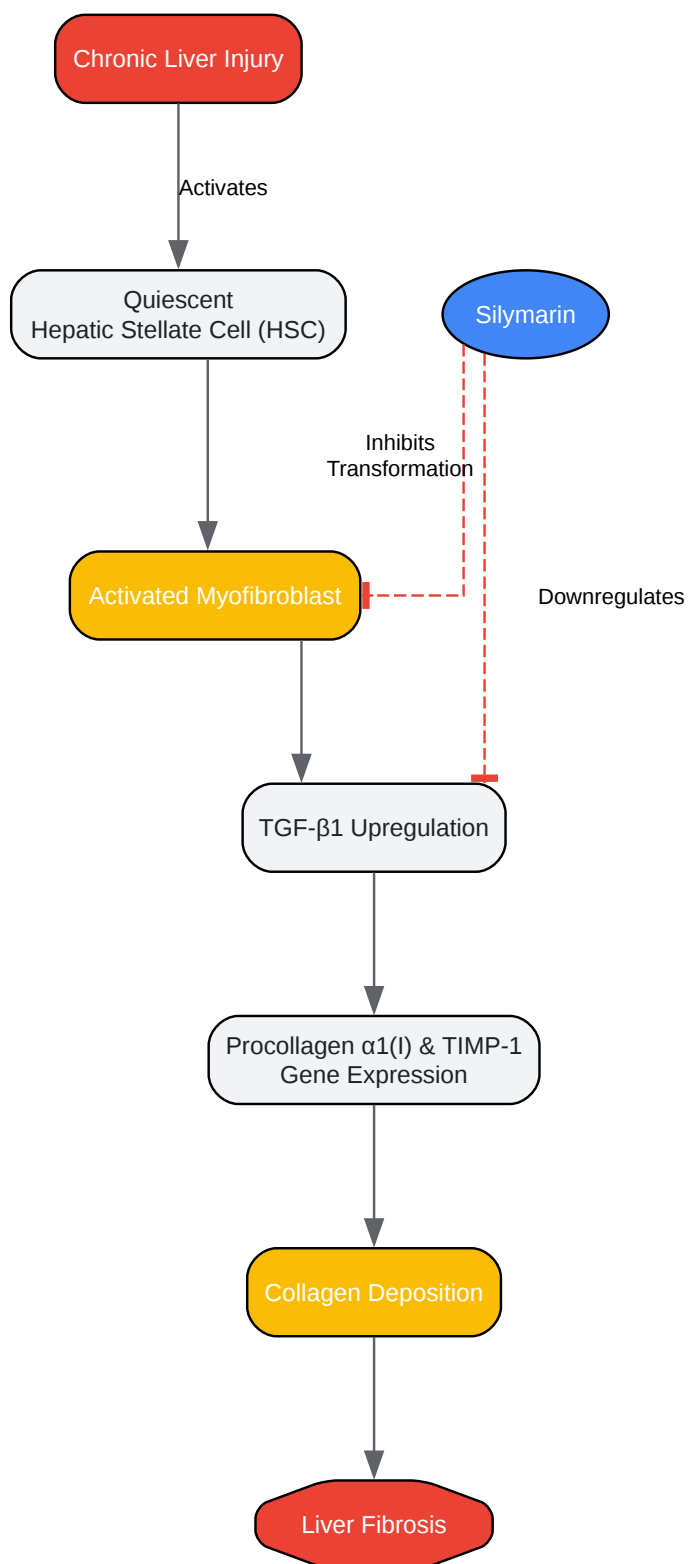 Chronic Liver Injury
Activates
Quiescent
Hepatic Stellate Cell (HSC)
Silymarin
Inhibits
Transformation
Activated Myofibroblast
Downregulates
TGF-β1 Upregulation
Procollagen α1(I) & TIMP-1
Gene Expression
Collagen Deposition
Liver Fibrosis